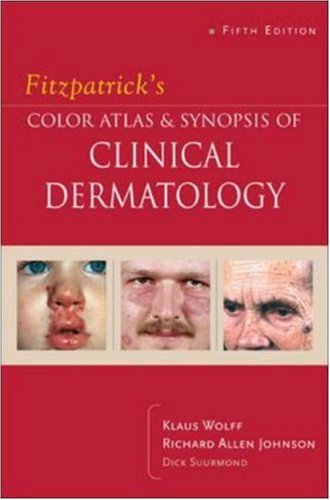 FIFTH EDITION
Fitzpatrick's
COLOR ATLAS & SYNOPSIS OF
CLINICAL
DERMATOLOGY
KLAUS WOLFF
RICHARD ALLEN JOHNSON
DICK SUURMOND